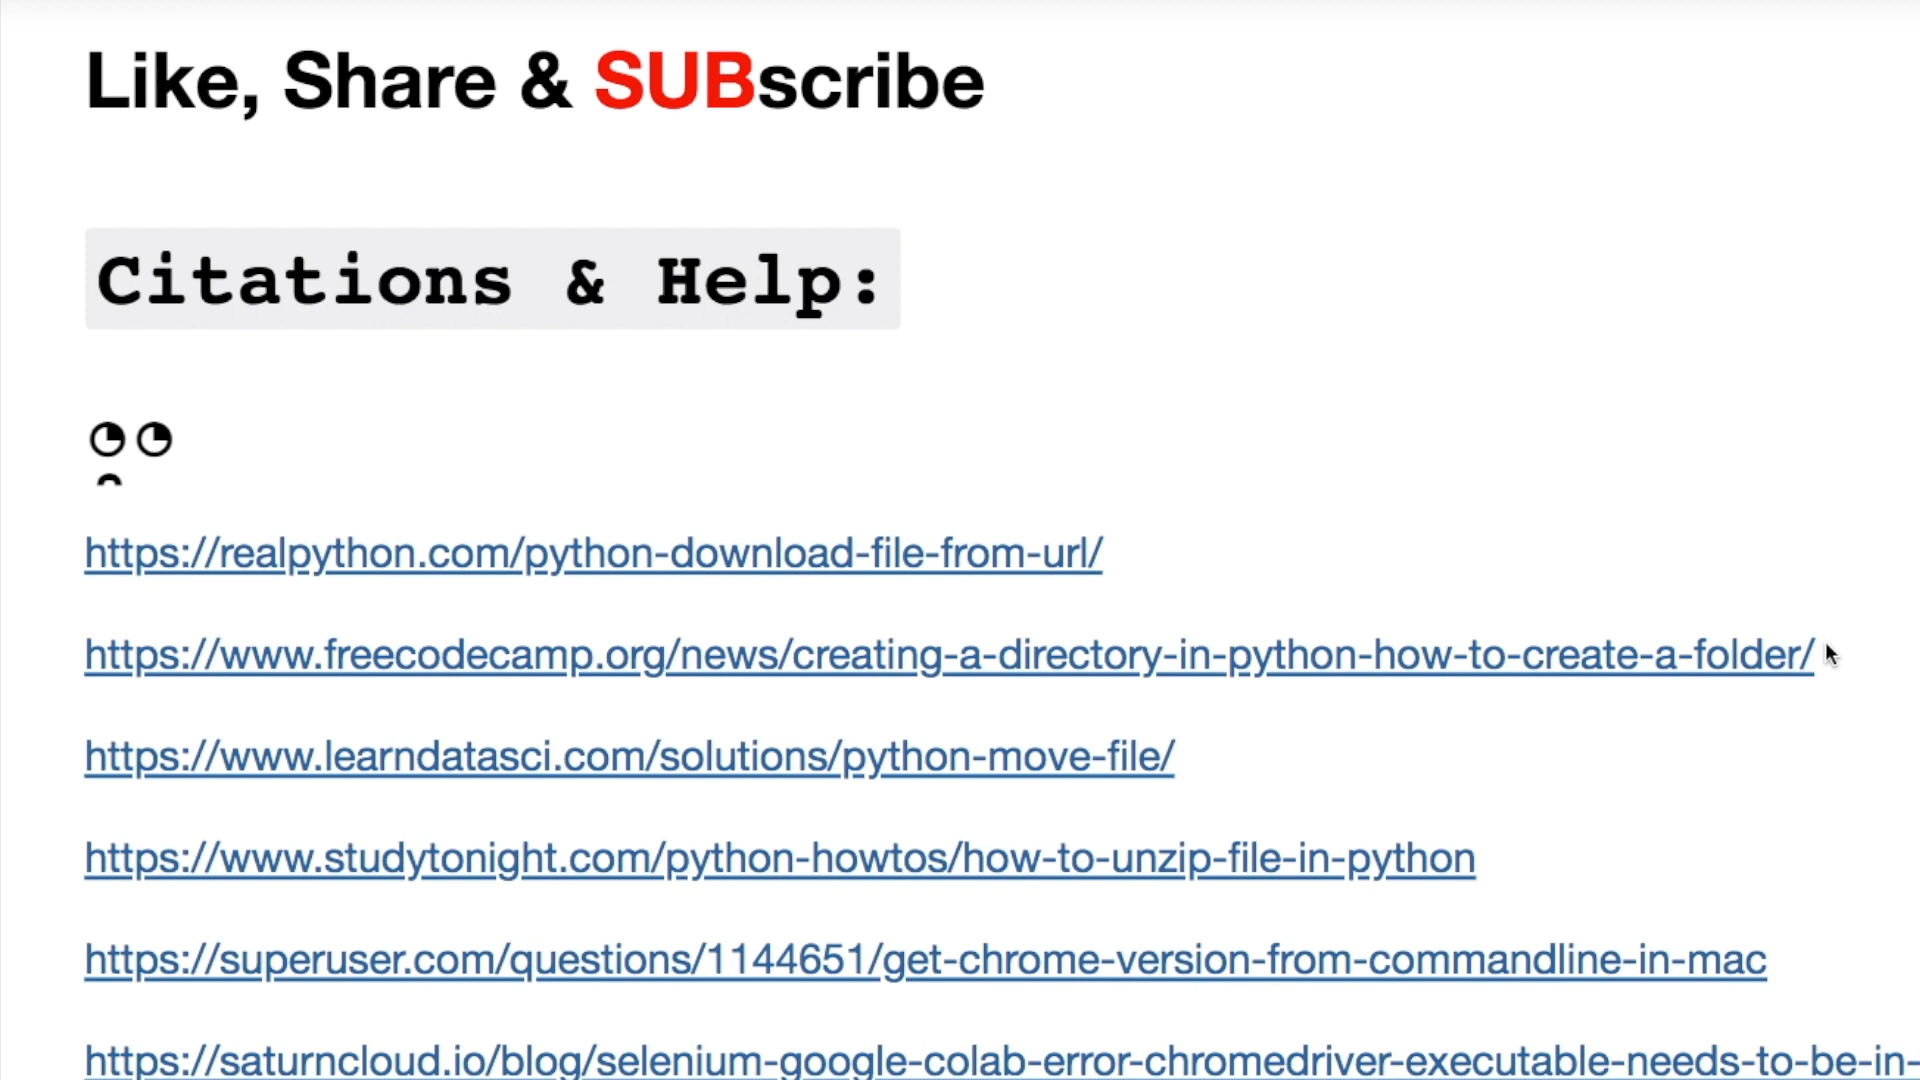 Like, Share & SUBscribe
Citations & Help:
◔◔
https://realpython.com/python-download-file-from-url/
https://www.freecodecamp.org/news/creating-a-directory-in-python-how-to-create-a-folder/
https://www.learndatasci.com/solutions/python-move-file/
https://www.studytonight.com/python-howtos/how-to-unzip-file-in-python
https://superuser.com/questions/1144651/get-chrome-version-from-commandline-in-mac
https://saturncloud.io/blog/selenium-google-colab-error-chromedriver-executable-needs-to-be-in-